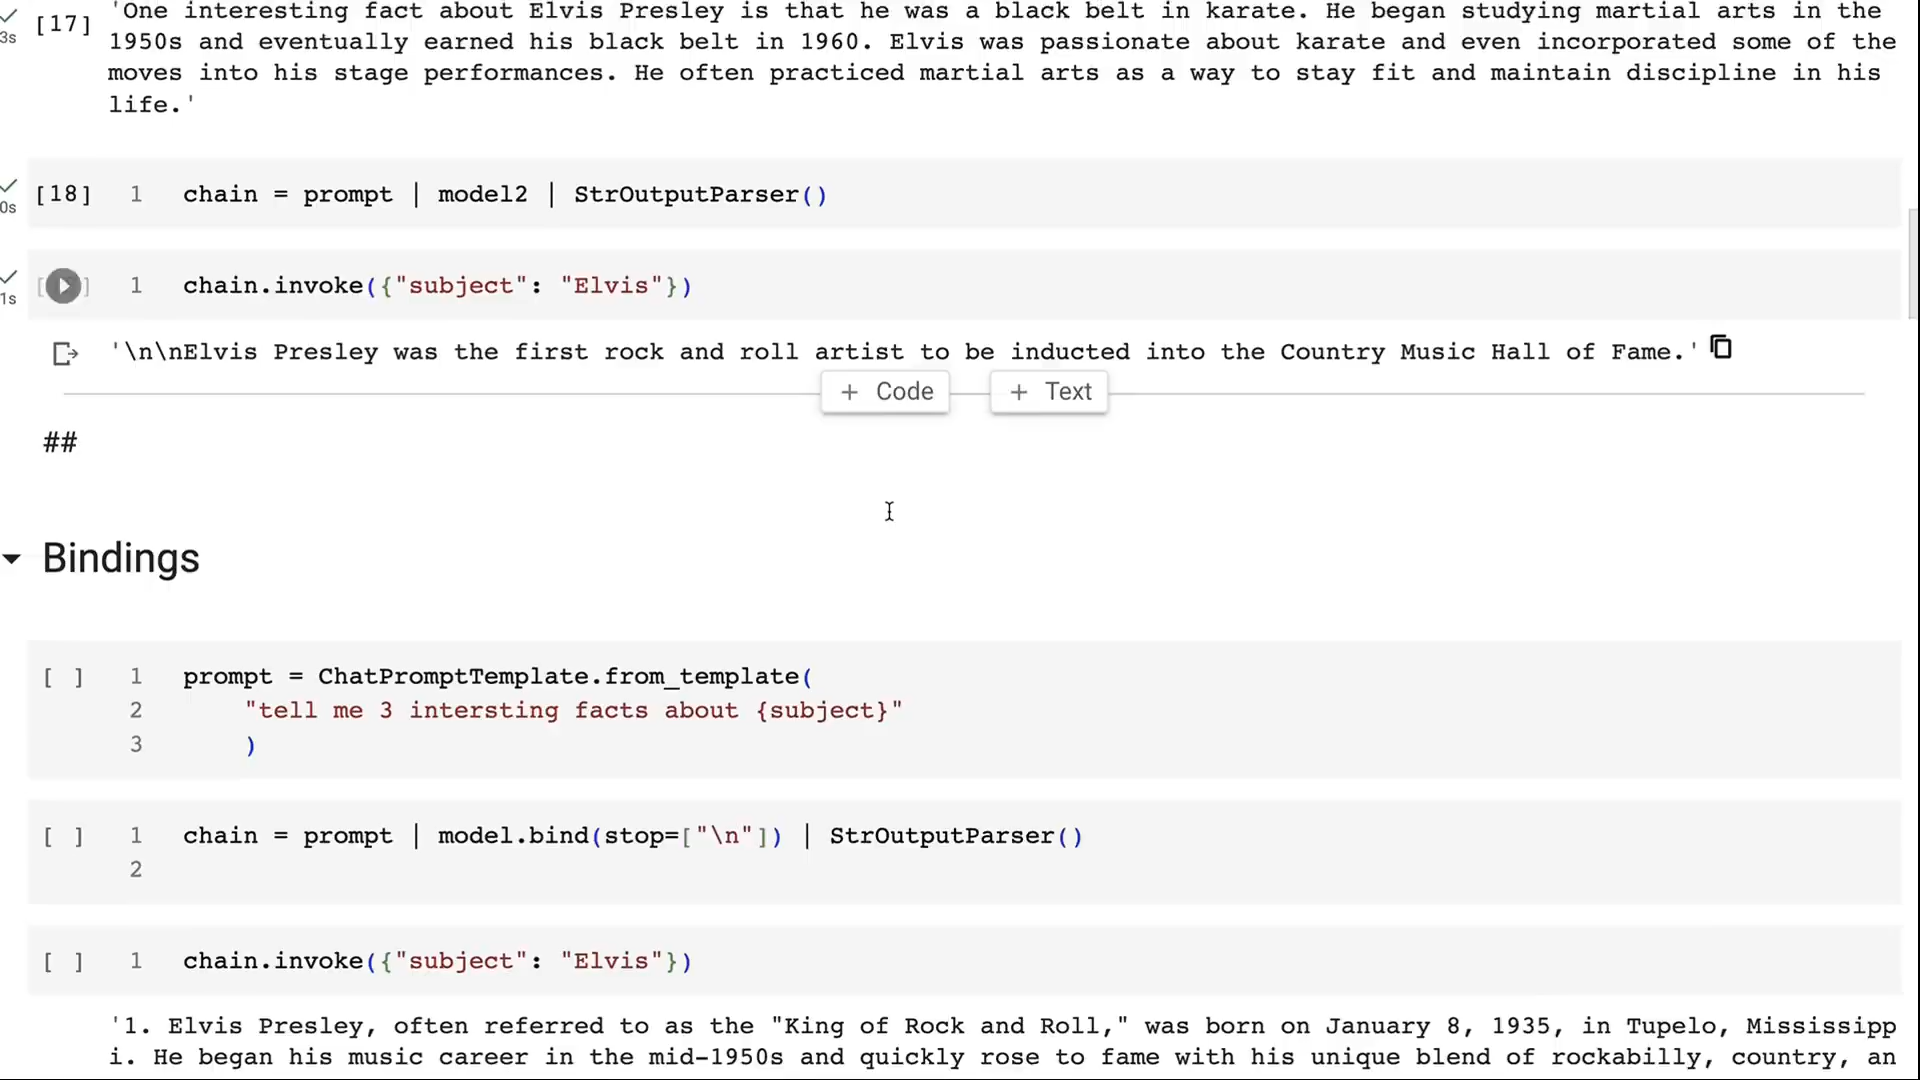 [17] 'One interesting fact about Elvis Presley is that he was a black belt in karate. He began studying martial arts in the
3s
1950s and eventually earned his black belt in 1960. Elvis was passionate about karate and even incorporated some of the
moves into his stage performances. He often practiced martial arts as a way to stay fit and maintain discipline in his
life.'
[18] 1 chain = prompt | model2 | StrOutputParser()
0s
[ ] 1 chain.invoke({"subject": "Elvis"})
1s
'\n\nElvis Presley was the first rock and roll artist to be inducted into the Country Music Hall of Fame.'
+ Code + Text
##
Bindings
[ ] 1 prompt = ChatPromptTemplate.from_template(
2 "tell me 3 intersting facts about {subject}"
3 )
[ ] 1 chain = prompt | model.bind(stop=["\n"]) | StrOutputParser()
2
[ ] 1 chain.invoke({"subject": "Elvis"})
'1. Elvis Presley, often referred to as the "King of Rock and Roll," was born on January 8, 1935, in Tupelo, Mississipp
i. He began his music career in the mid-1950s and quickly rose to fame with his unique blend of rockabilly, country, an